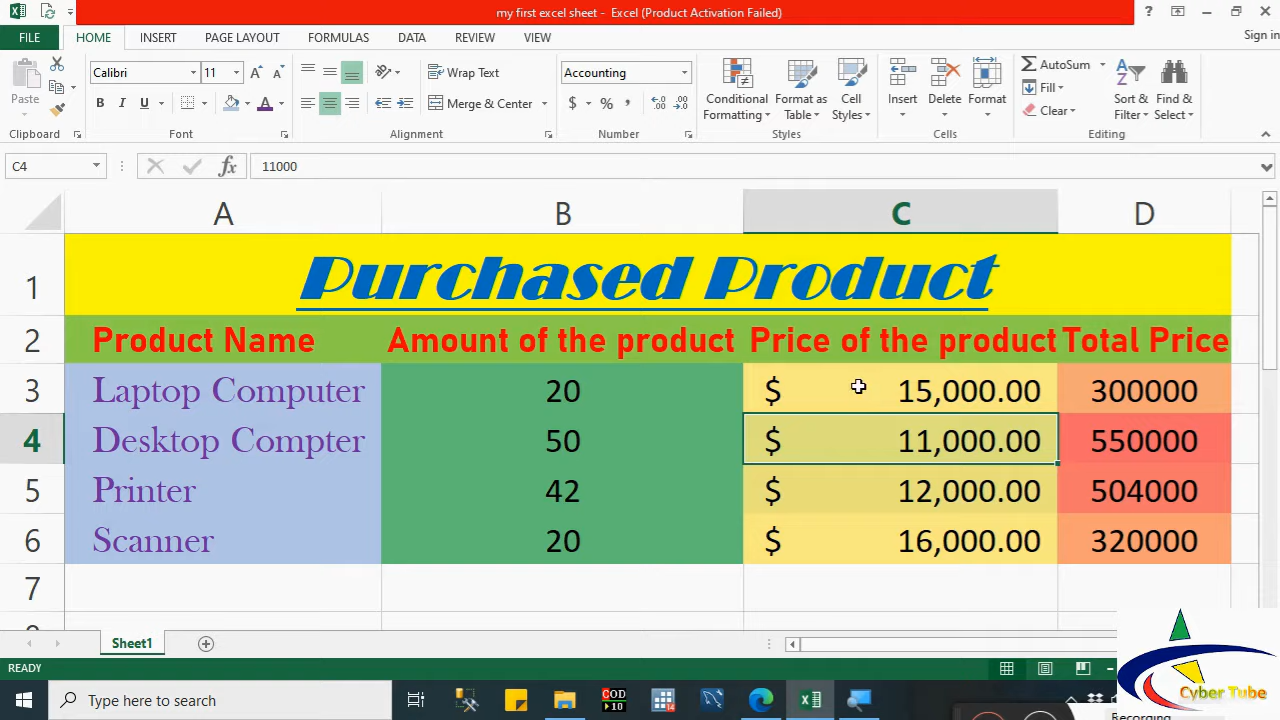 my first excel sheet - Excel (Product Activation Failed)
FILE HOME INSERT PAGE LAYOUT FORMULAS DATA REVIEW VIEW Sign in
Paste
Clipboard
Calibri 11
B I U A
Font
Wrap Text
Merge & Center
Alignment
Accounting
$ % ,
Number
Conditional Formatting
Format as Table
Cell Styles
Styles
Insert
Delete
Format
Cells
AutoSum
Fill
Clear
Sort & Filter
Find & Select
Editing
C4 fx 11000
A B C D
1 Purchased Product
2 Product Name Amount of the product Price of the product Total Price
3 Laptop Computer 20 $ 15,000.00 300000
4 Desktop Compter 50 $ 11,000.00 550000
5 Printer 42 $ 12,000.00 504000
6 Scanner 20 $ 16,000.00 320000
7
Sheet1
READY
Type here to search
Cyber Tube
Recording